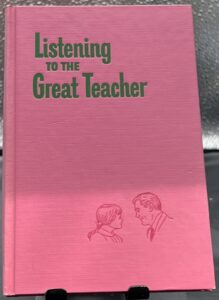 Listening
TO THE
Great Teacher